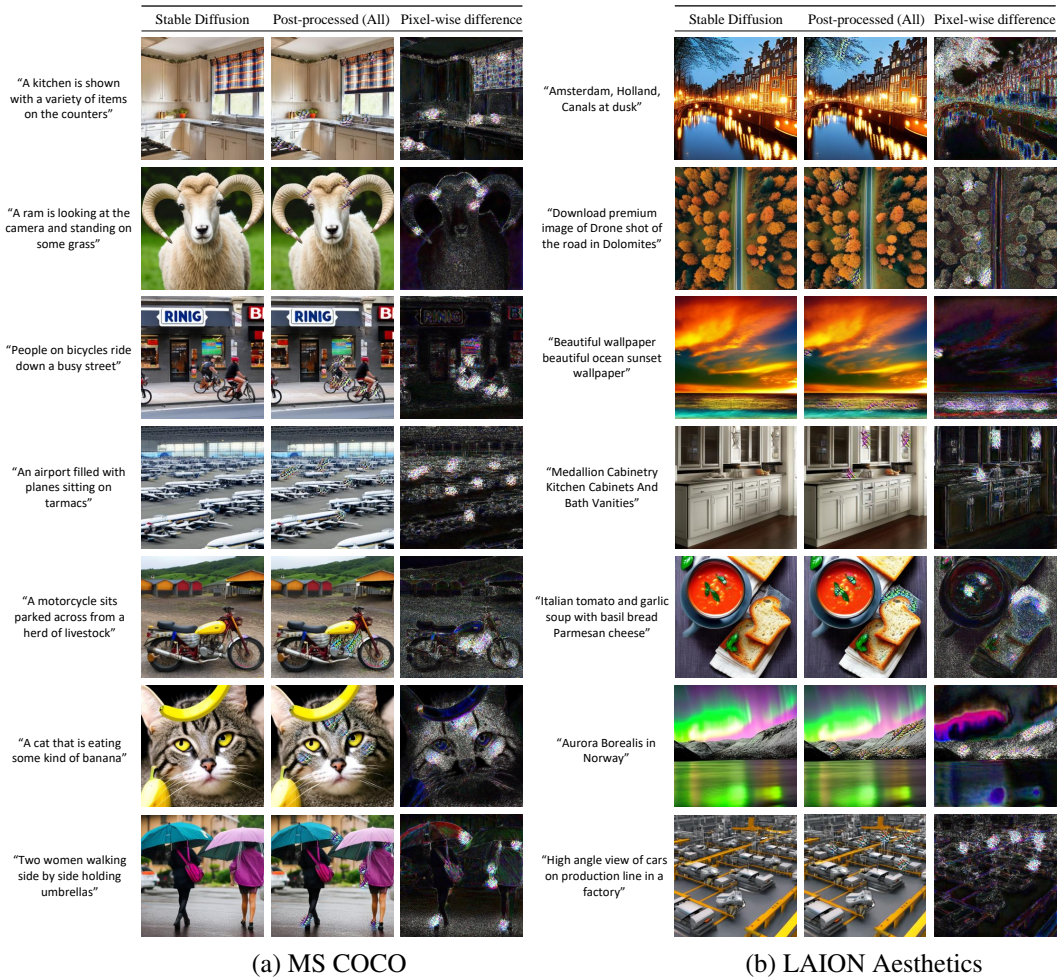 Stable Diffusion Post-processed (All) Pixel-wise difference
“A kitchen is shown
with a variety of items
on the counters”
“A ram is looking at the
camera and standing on
some grass”
“People on bicycles ride
down a busy street”
RINIG
B
RINIG
B
“An airport filled with
planes sitting on
tarmacs”
“A motorcycle sits
parked across from a
herd of livestock”
“A cat that is eating
some kind of banana”
“Two women walking
side by side holding
umbrellas”
(a) MS COCO
Stable Diffusion Post-processed (All) Pixel-wise difference
“Amsterdam, Holland,
Canals at dusk”
“Download premium
image of Drone shot of
the road in Dolomites”
“Beautiful wallpaper
beautiful ocean sunset
wallpaper”
“Medallion Cabinetry
Kitchen Cabinets And
Bath Vanities”
“Italian tomato and garlic
soup with basil bread
Parmesan cheese”
“Aurora Borealis in
Norway”
“High angle view of cars
on production line in a
factory”
(b) LAION Aesthetics